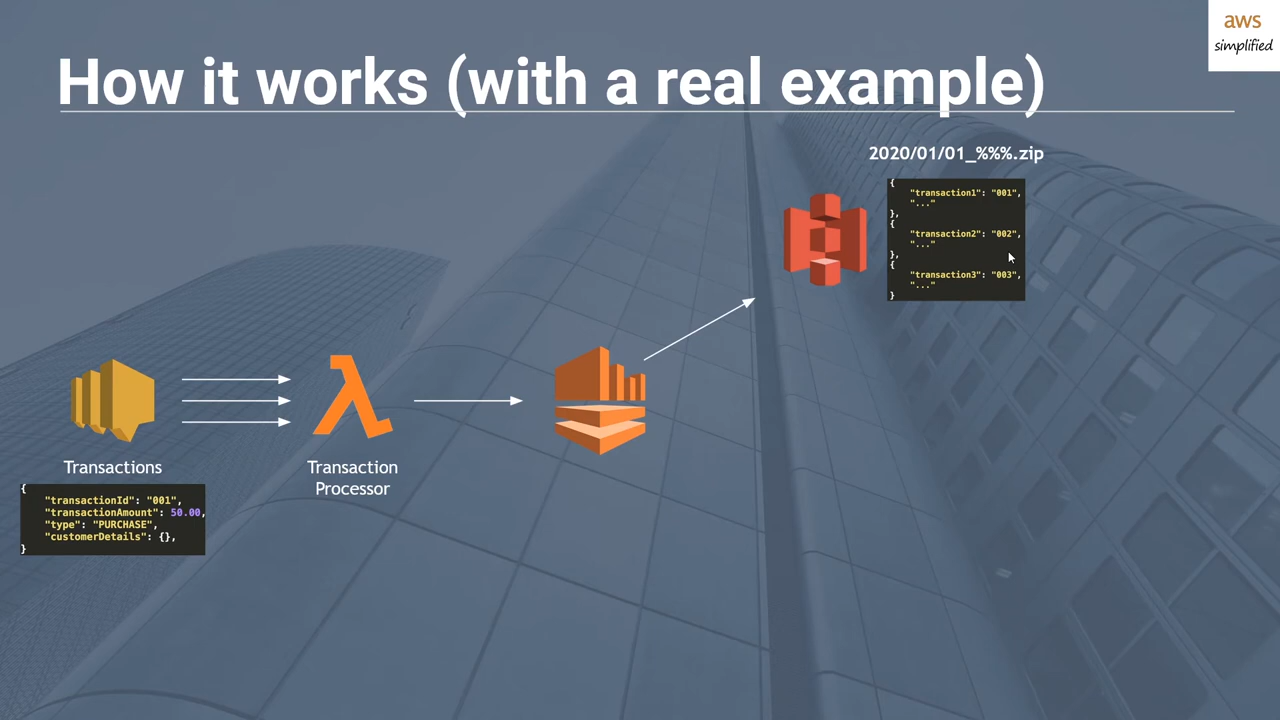 aws
simplified
How it works (with a real example)
2020/01/01_%%%.zip
{
"transaction1": "001",
"..."
},
{
"transaction2": "002",
"..."
},
{
"transaction3": "003",
"..."
}
Transactions
Transaction
Processor
{
"transactionId": "001",
"transactionAmount": 50.00,
"type": "PURCHASE",
"customerDetails": {},
}